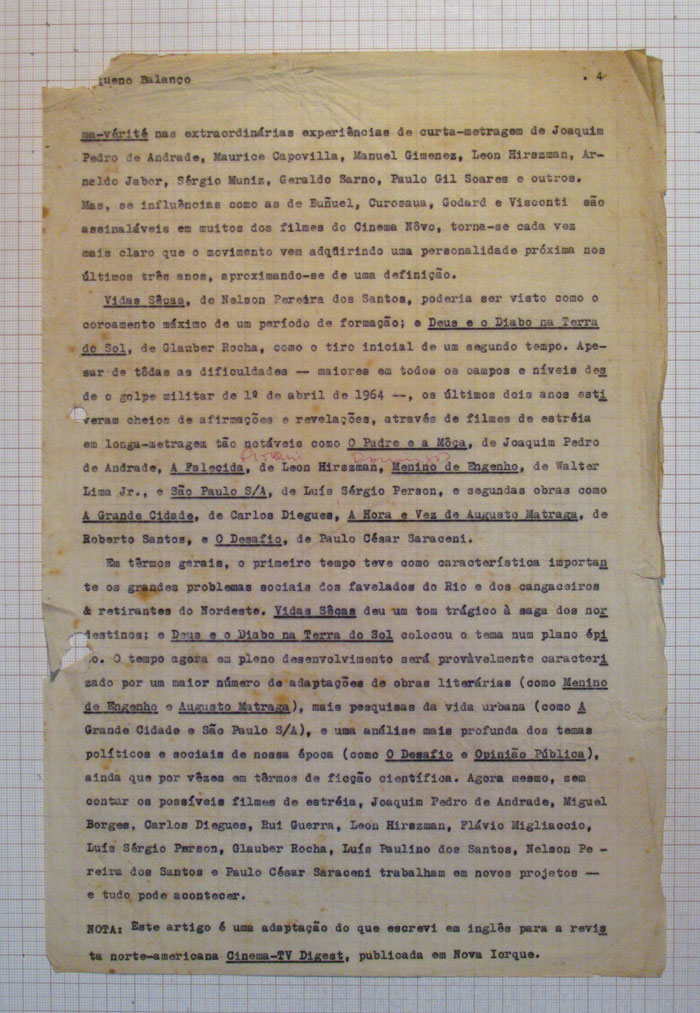 ueno Balanço . 4
ma-vérité nas extraordinárias experiências de curta-metragem de Joaquim
Pedro de Andrade, Maurice Capovilla, Manuel Gimenez, Leon Hirszman, Ar-
naldo Jabor, Sérgio Muniz, Geraldo Sarno, Paulo Gil Soares e outros.
Mas, se influências como as de Buñuel, Curosaua, Godard e Visconti são
assinaláveis em muitos dos filmes do Cinema Nôvo, torna-se cada vez
mais claro que o movimento vem adqüirindo uma personalidade próxima nos
últimos três anos, aproximando-se de uma definição.
Vidas Sêcas, de Nelson Pereira dos Santos, poderia ser visto como o
coroamento máximo de um período de formação; e Deus e o Diabo na Terra
do Sol, de Glauber Rocha, como o tiro inicial de um segundo tempo. Ape-
sar de tôdas as dificuldades — maiores em todos os campos e níveis des
de o golpe militar de 1º de abril de 1964 —, os últimos dois anos esti
veram cheios de afirmações e revelações, através de filmes de estréia
em longa-metragem tão notáveis como O Padre e a Môça, de Joaquim Pedro
de Andrade, A Falecida, de Leon Hirszman, Menino de Engenho, de Walter
Lima Jr., e São Paulo S/A, de Luís Sérgio Person, e segundas obras como
A Grande Cidade, de Carlos Diegues, A Hora e Vez de Augusto Matraga, de
Roberto Santos, e O Desafio, de Paulo César Saraceni.
Em têrmos gerais, o primeiro tempo teve como característica importan
te os grandes problemas sociais dos favelados do Rio e dos cangaceiros
& retirantes do Nordeste. Vidas Sêcas deu um tom trágico à saga dos nor
destinos; e Deus e o Diabo na Terra do Sol colocou o tema num plano épi
co. O tempo agora em pleno desenvolvimento será provàvelmente caracteri
zado por um maior número de adaptações de obras literárias (como Menino
de Engenho e Augusto Matraga), mais pesquisas da vida urbana (como A
Grande Cidade e São Paulo S/A), e uma análise mais profunda dos temas
políticos e sociais de nossa época (como O Desafio e Opinião Pública),
ainda que por vêzes em têrmos de ficção científica. Agora mesmo, sem
contar os possíveis filmes de estréia, Joaquim Pedro de Andrade, Miguel
Borges, Carlos Diegues, Rui Guerra, Leon Hirszman, Flávio Migliaccio,
Luís Sérgio Person, Glauber Rocha, Luís Paulino dos Santos, Nelson Pe -
reira dos Santos e Paulo César Saraceni trabalham em novos projetos —
e tudo pode acontecer.
NOTA: Este artigo é uma adaptação do que escrevi em inglês para a revis
ta norte-americana Cinema-TV Digest, publicada em Nova Iorque.